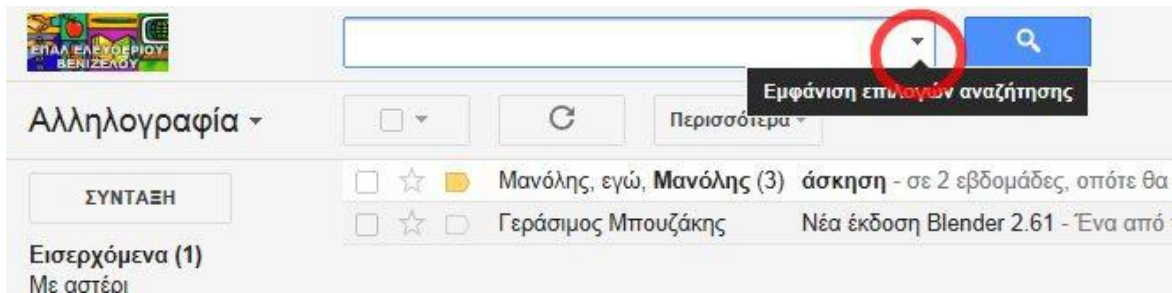 ΕΠΑΛ ΕΛΕΥΘΕΡΙΟΥ
ΒΕΝΙΖΕΛΟΥ
Εμφάνιση επιλογών αναζήτησης
Αλληλογραφία
Περισσότερα
ΣΥΝΤΑΞΗ
Μανόλης, εγώ, Μανόλης (3) άσκηση - σε 2 εβδομάδες, οπότε θα
Γεράσιμος Μπουζάκης Νέα έκδοση Blender 2.61 - Ένα από
Εισερχόμενα (1)
Με αστέρι